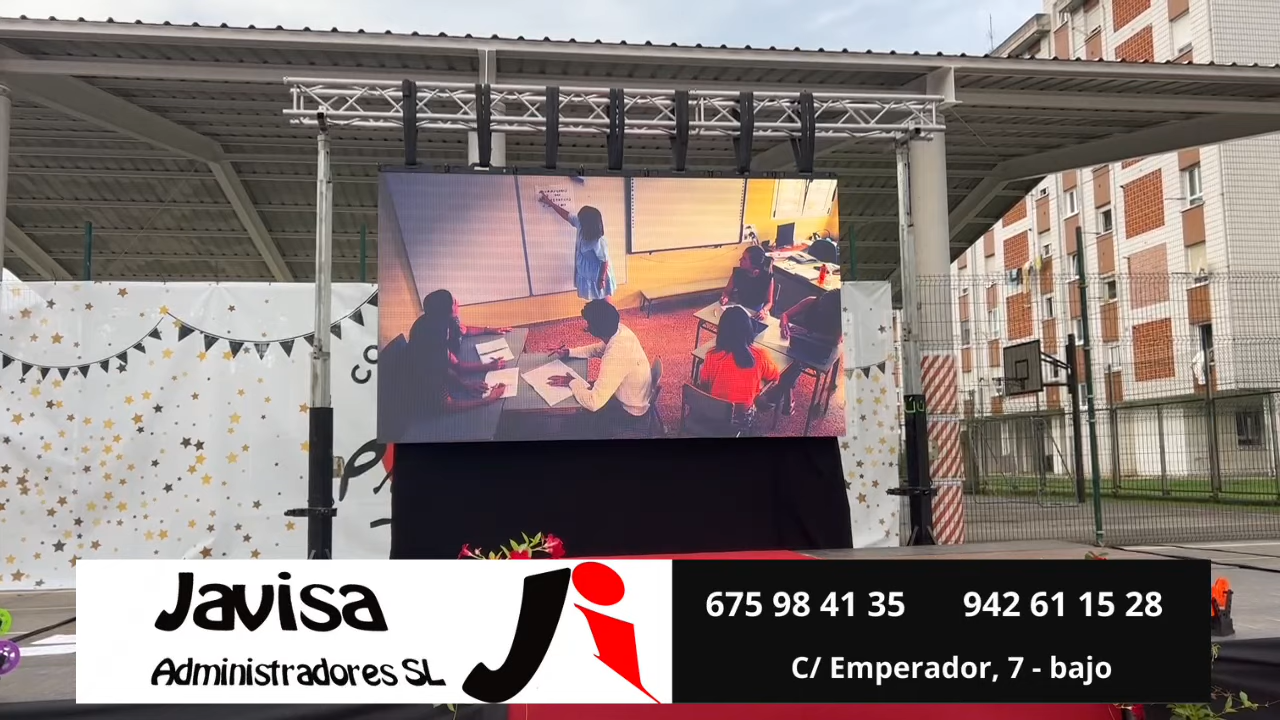 Javisa
Administradores SL
675 98 41 35 942 61 15 28
C/ Emperador, 7 - bajo